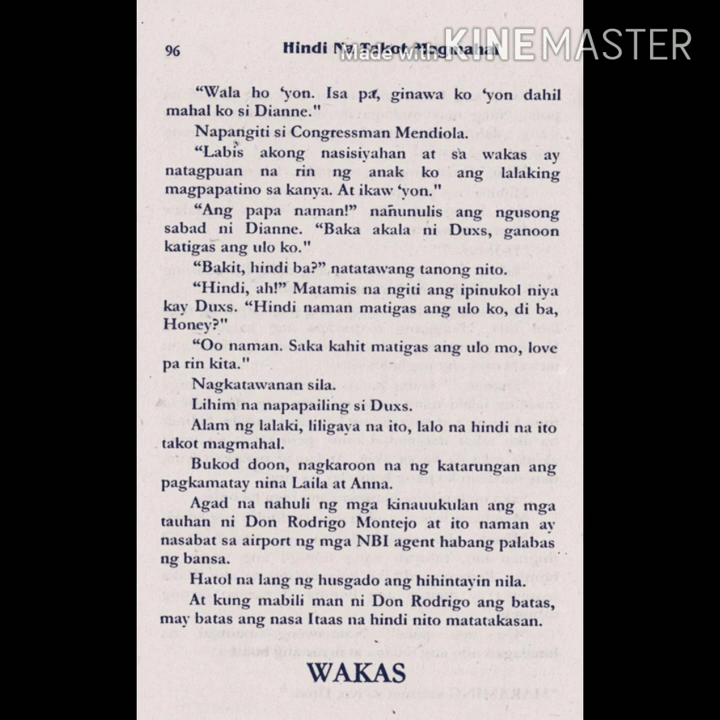 96 Hindi Na Takot Magmahal
Made with KINEMASTER
“Wala ho ‘yon. Isa pa, ginawa ko ‘yon dahil
mahal ko si Dianne."
Napangiti si Congressman Mendiola.
“Labis akong nasisiyahan at sa wakas ay
natagpuan na rin ng anak ko ang lalaking
magpapatino sa kanya. At ikaw ‘yon."
“Ang papa naman!” nanunulis ang ngusong
sabad ni Dianne. “Baka akala ni Duxs, ganoon
katigas ang ulo ko."
“Bakit, hindi ba?” natatawang tanong nito.
“Hindi, ah!” Matamis na ngiti ang ipinukol niya
kay Duxs. “Hindi naman matigas ang ulo ko, di ba,
Honey?"
“Oo naman. Saka kahit matigas ang ulo mo, love
pa rin kita."
Nagkatawanan sila.
Lihim na napapailing si Duxs.
Alam ng lalaki, liligaya na ito, lalo na hindi na ito
takot magmahal.
Bukod doon, nagkaroon na ng katarungan ang
pagkamatay nina Laila at Anna.
Agad na nahuli ng mga kinauukulan ang mga
tauhan ni Don Rodrigo Montejo at ito naman ay
nasabat sa airport ng mga NBI agent habang palabas
ng bansa.
Hatol na lang ng husgado ang hihintayin nila.
At kung mabili man ni Don Rodrigo ang batas,
may batas ang nasa Itaas na hindi nito matatakasan.
WAKAS